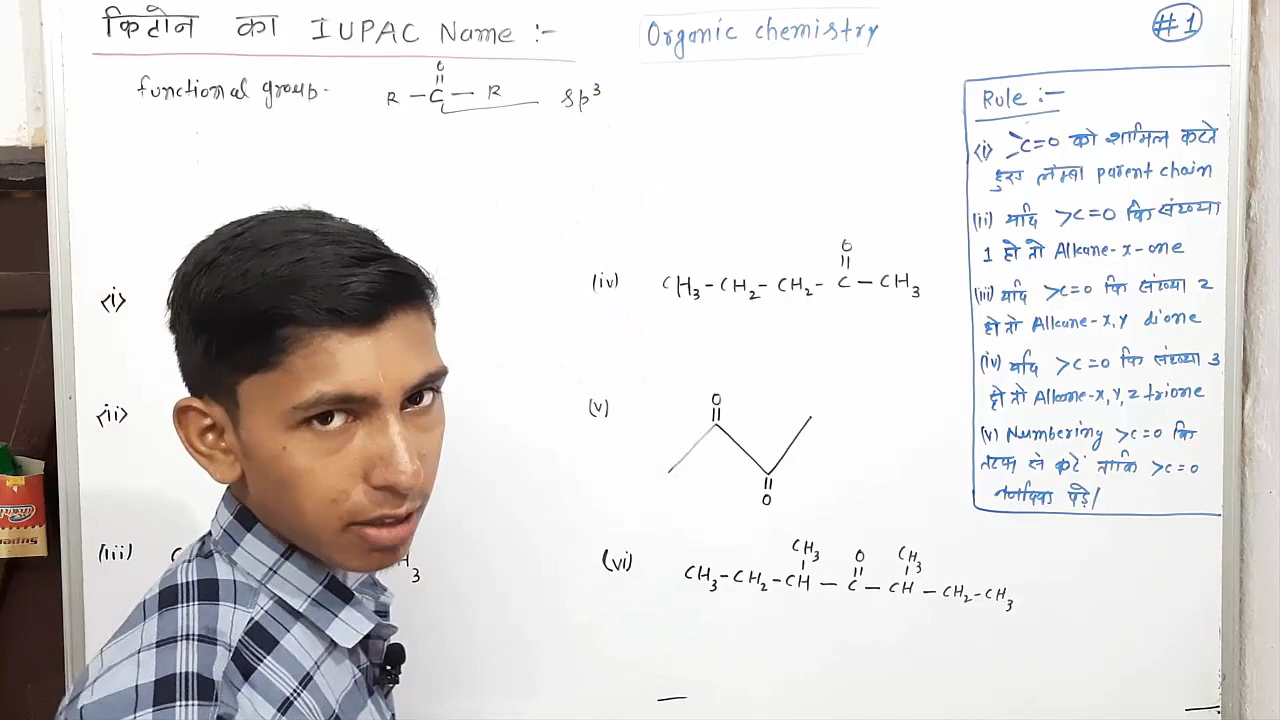 किटोन का IUPAC Name :-
Organic chemistry
#1
functional group-
O
R - C - R sp³
Rule :-
(i) >C=O को शामिल करते
हुए लम्बा parent chain
(ii) यदि >C=O कि संख्या
1 हो तो Alkane-x-one
(iii) यदि >C=O कि संख्या 2
हो तो Alkane-x,y dione
(iv) यदि >C=O कि संख्या 3
हो तो Alkane-x,y,z trione
(v) Numbering >C=O कि
से करें ताकि >C=O
पड़े/
(i)
(ii)
(iii) C
H₃
O
(iv) CH₃-CH₂-CH₂-C-CH₃
O
(v)
O
CH₃ O CH₃
(vi) CH₃-CH₂-CH-C-CH-CH₂-CH₃